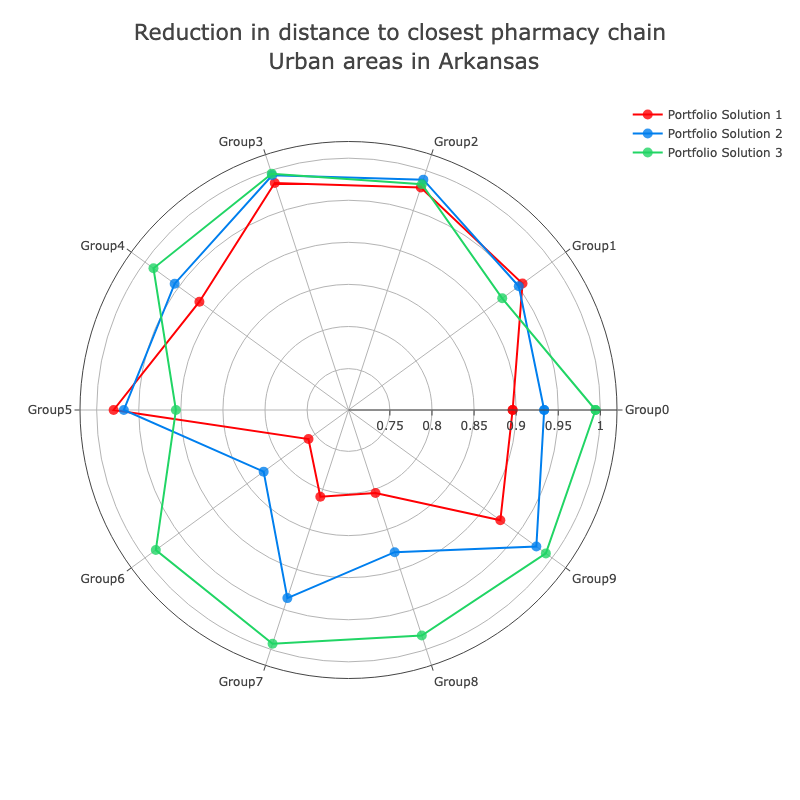 Reduction in distance to closest pharmacy chain
Urban areas in Arkansas
Portfolio Solution 1
Portfolio Solution 2
Portfolio Solution 3
Group3
Group2
Group4
Group1
Group5
Group0
0.75
0.8
0.85
0.9
0.95
1
Group6
Group9
Group7
Group8